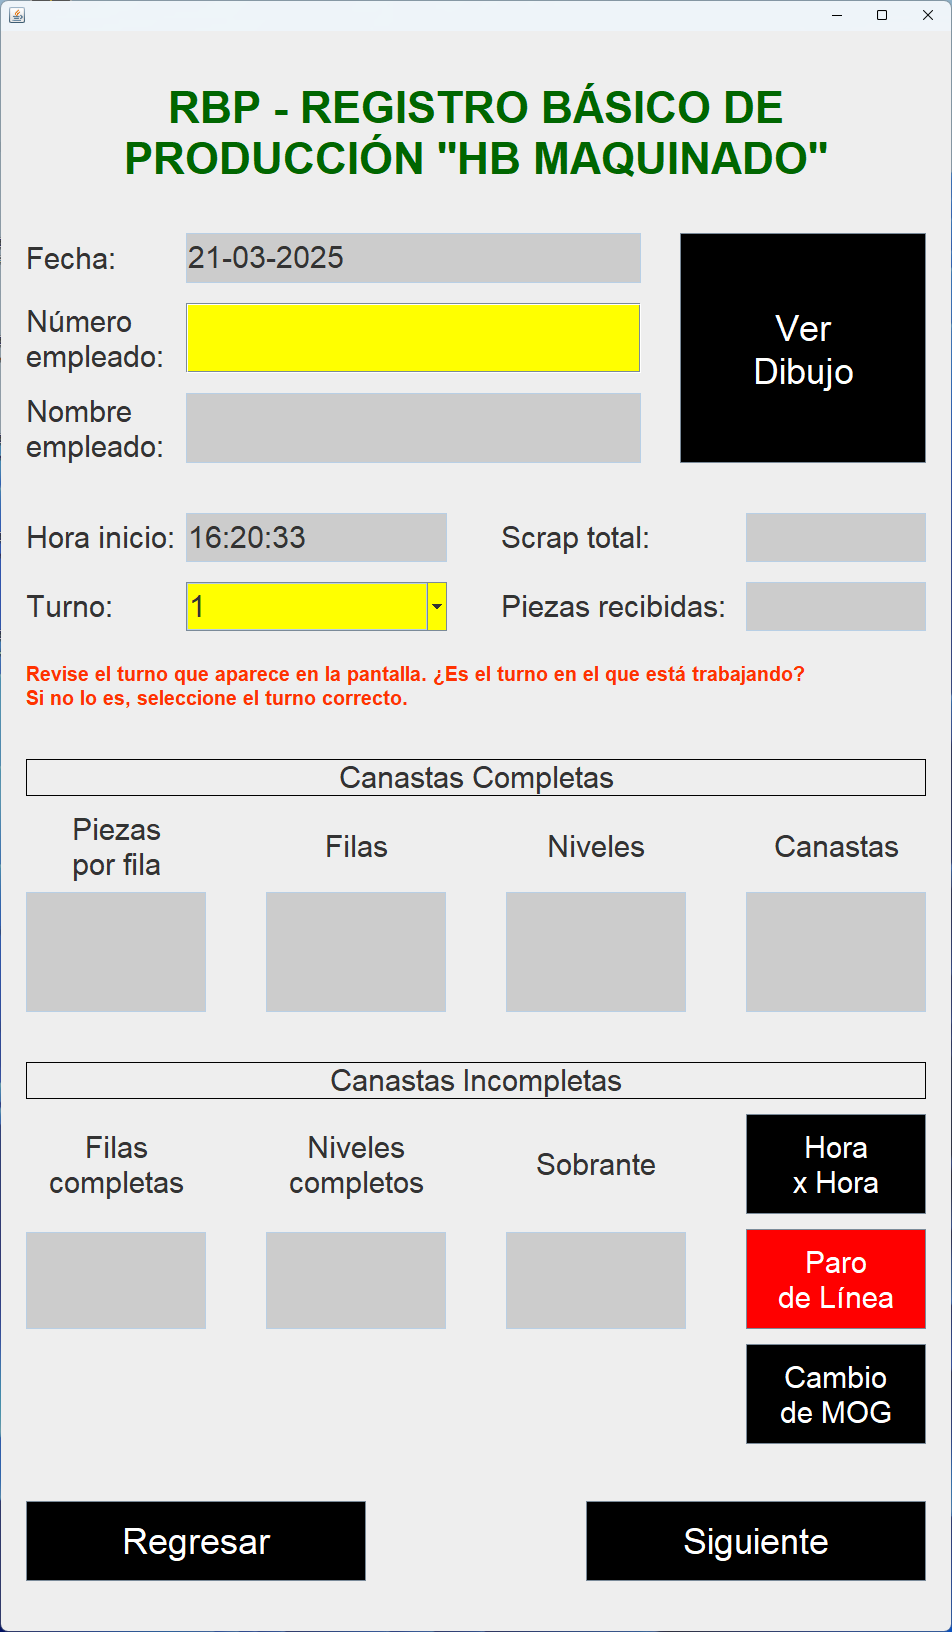 RBP - REGISTRO BÁSICO DE
PRODUCCIÓN "HB MAQUINADO"
Fecha:
21-03-2025
Número
empleado:
Nombre
empleado:
Ver
Dibujo
Hora inicio:
16:20:33
Scrap total:
Turno:
1
Piezas recibidas:
Revise el turno que aparece en la pantalla. ¿Es el turno en el que está trabajando?
Si no lo es, seleccione el turno correcto.
Canastas Completas
Piezas
por fila
Filas
Niveles
Canastas
Canastas Incompletas
Filas
completas
Niveles
completos
Sobrante
Hora
x Hora
Paro
de Línea
Cambio
de MOG
Regresar
Siguiente